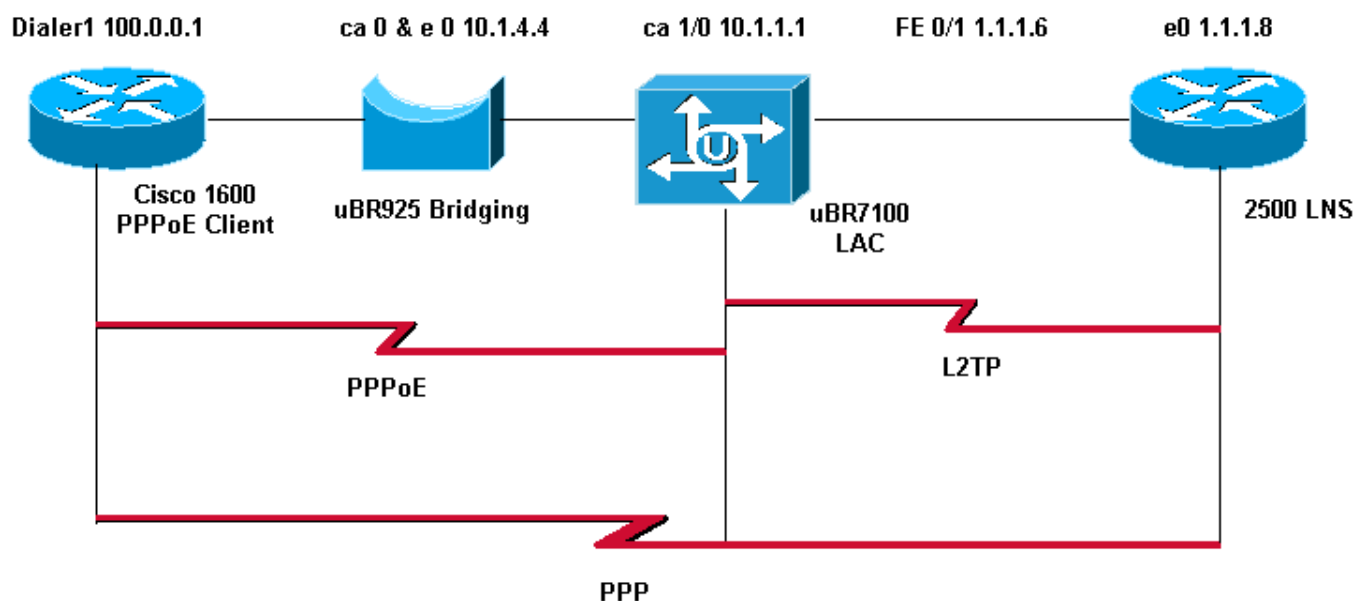 Dialer1 100.0.0.1
ca 0 & e 0 10.1.4.4
ca 1/0 10.1.1.1
FE 0/1 1.1.1.6
e0 1.1.1.8
U
Cisco 1600
PPPoE Client
uBR925 Bridging
uBR7100
LAC
2500 LNS
PPPoE
L2TP
PPP